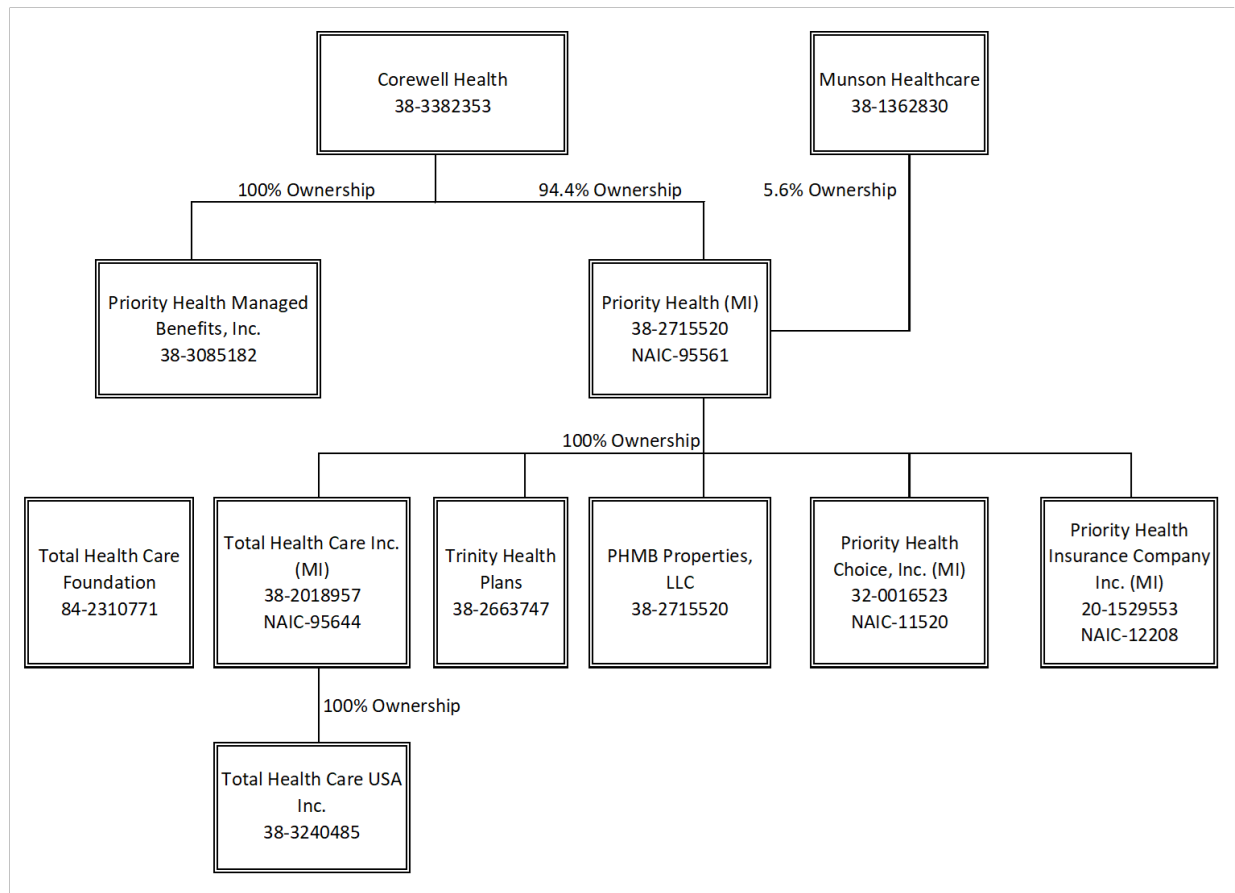 Corewell Health
38-3382353
Munson Healthcare
38-1362830
100% Ownership
94.4% Ownership
5.6% Ownership
Priority Health Managed
Benefits, Inc.
38-3085182
Priority Health (MI)
38-2715520
NAIC-95561
100% Ownership
Total Health Care
Foundation
84-2310771
Total Health Care Inc.
(MI)
38-2018957
NAIC-95644
Trinity Health
Plans
38-2663747
PHMB Properties,
LLC
38-2715520
Priority Health
Choice, Inc. (MI)
32-0016523
NAIC-11520
Priority Health
Insurance Company
Inc. (MI)
20-1529553
NAIC-12208
100% Ownership
Total Health Care USA
Inc.
38-3240485